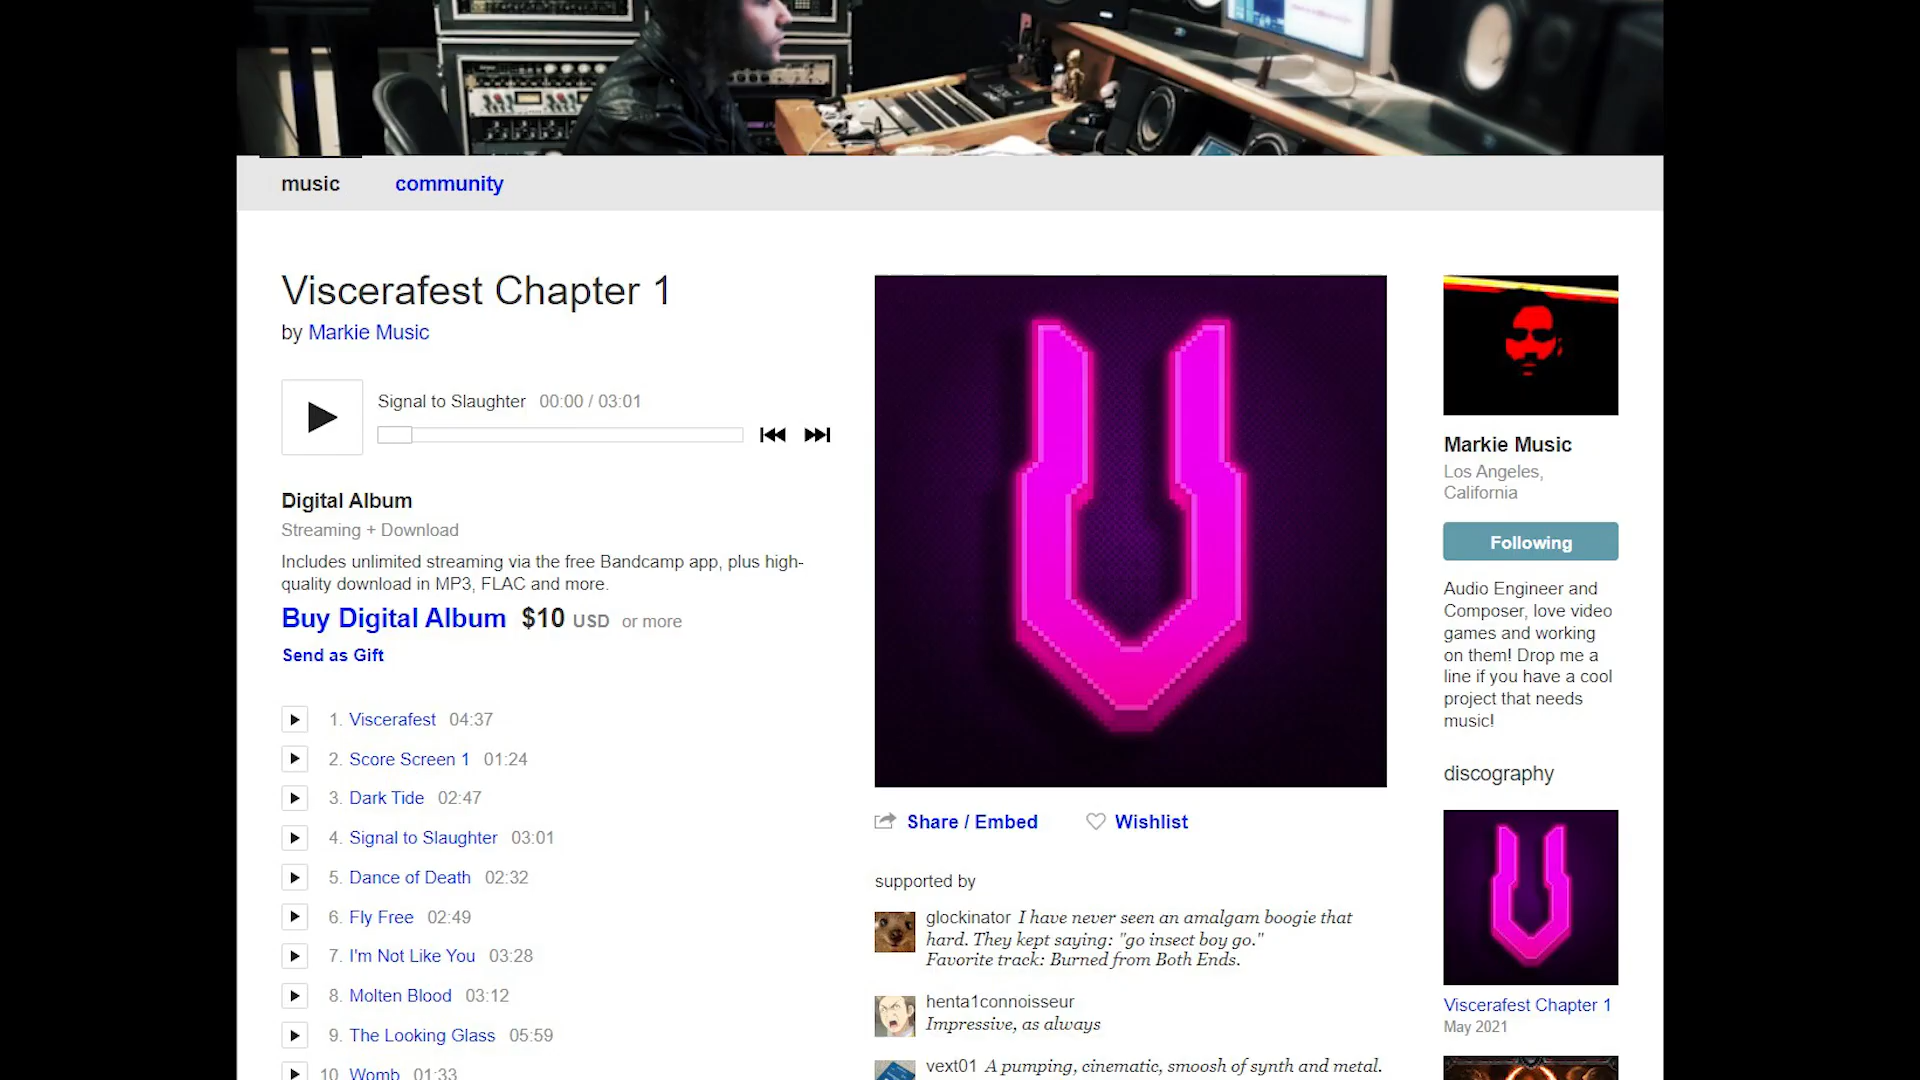 music community
Viscerafest Chapter 1
by Markie Music
Signal to Slaughter 00:00 / 03:01
Digital Album
Streaming + Download
Includes unlimited streaming via the free Bandcamp app, plus high-
quality download in MP3, FLAC and more.
Buy Digital Album $10 USD or more
Send as Gift
1. Viscerafest 04:37
2. Score Screen 1 01:24
3. Dark Tide 02:47
4. Signal to Slaughter 03:01
5. Dance of Death 02:32
6. Fly Free 02:49
7. I'm Not Like You 03:28
8. Molten Blood 03:12
9. The Looking Glass 05:59
10. Womb 01:33
Share / Embed Wishlist
supported by
glockinator I have never seen an amalgam boogie that
hard. They kept saying: "go insect boy go."
Favorite track: Burned from Both Ends.
henta1connoisseur
Impressive, as always
vext01 A pumping, cinematic, smoosh of synth and metal.
Markie Music
Los Angeles,
California
Following
Audio Engineer and
Composer, love video
games and working
on them! Drop me a
line if you have a cool
project that needs
music!
discography
Viscerafest Chapter 1
May 2021